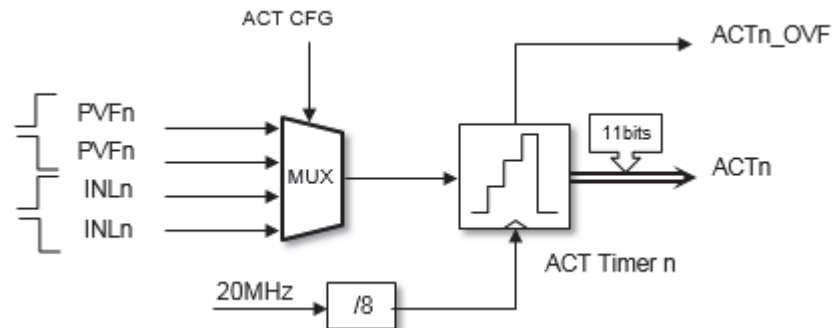 ACT CFG
ACTn_OVF
PVFn
PVFn
INLn
INLn
MUX
11bits
ACTn
ACT Timer n
20MHz
/8